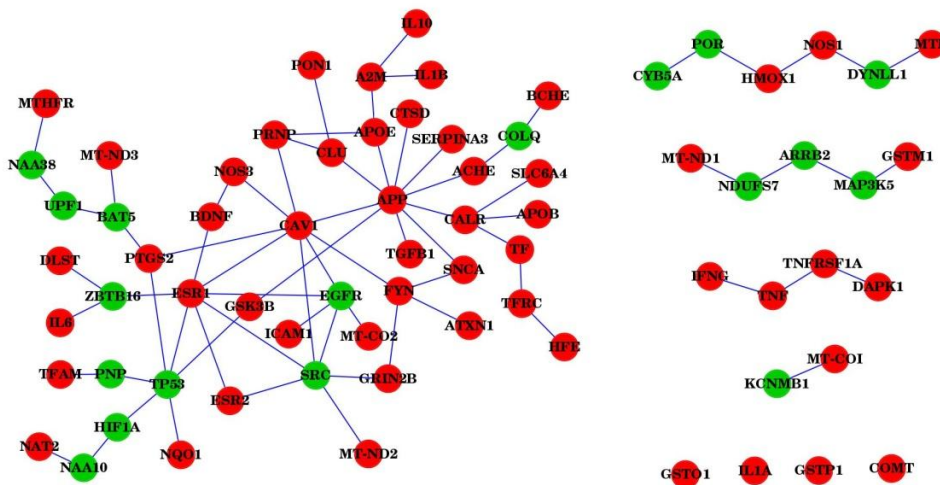 IL10
PON1
A2M
IL1B
BCHE
MTHFR
CTSD
PRNP
APOE
COLQ
SERPINA3
MT-ND3
CLU
NAA38
NOS3
ACHE
SLC6A4
UPF1
BAT5
BDNF
APP
CALR
APOB
CAV1
PTGS2
TGFB1
TF
DLST
SNCA
ZBTB16
ESR1
GSK3B
EGFR
FYN
TFRC
IL6
ICAM1
MT-CO2
ATXN1
HFE
TFAM
PNP
TP53
SRC
GRIN2B
ESR2
HIF1A
NAT2
NAA10
NQO1
MT-ND2
POR
NOS1
CYB5A
HMOX1
DYNLL1
MT-ND1
ARRB2
GSTM1
NDUFS7
MAP3K5
TNFRSF1A
IFNG
TNF
DAPK1
MT-COI
KCNMB1
GSTO1
IL1A
GSTP1
COMT